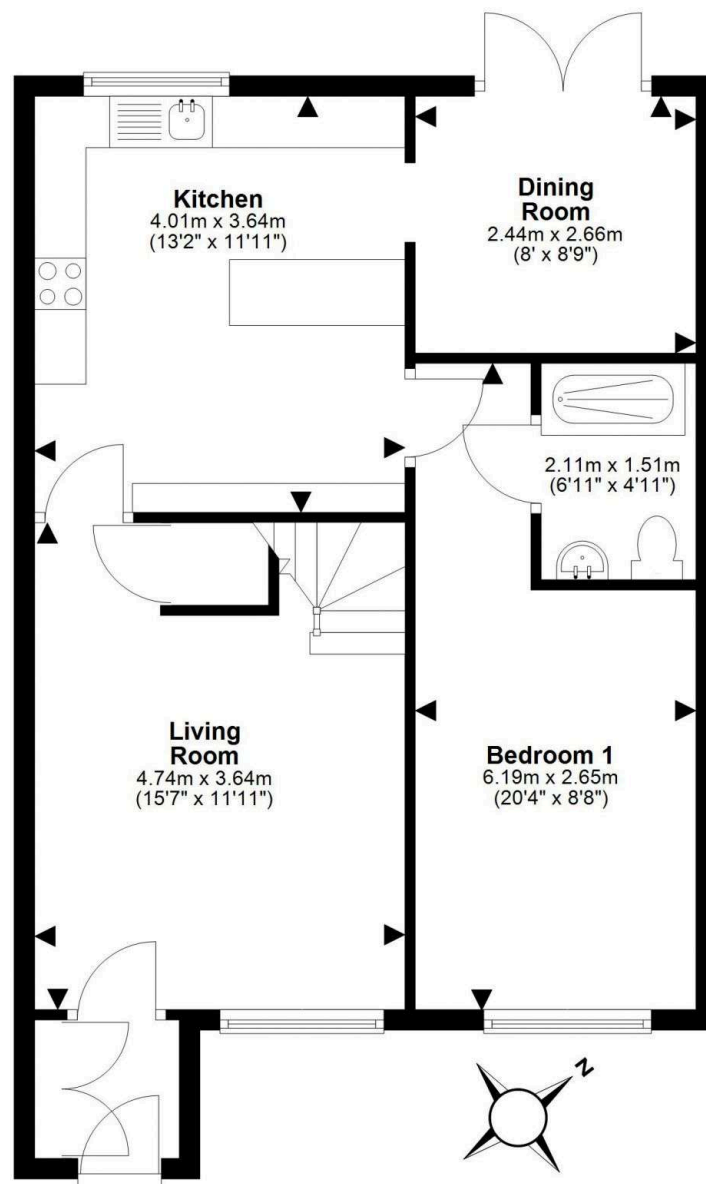 Kitchen
4.01m x 3.64m
(13'2" x 11'11")
Dining
Room
2.44m x 2.66m
(8' x 8'9")
2.11m x 1.51m
(6'11" x 4'11")
Living
Room
4.74m x 3.64m
(15'7" x 11'11")
Bedroom 1
6.19m x 2.65m
(20'4" x 8'8")
N